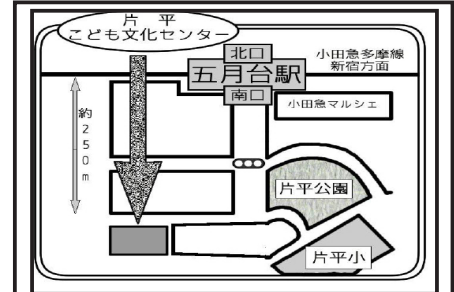 片平
こども文化センター
北口
五月台駅
南口
小田急多摩線
新宿方面
小田急マルシェ
約250m
片平公園
片平小